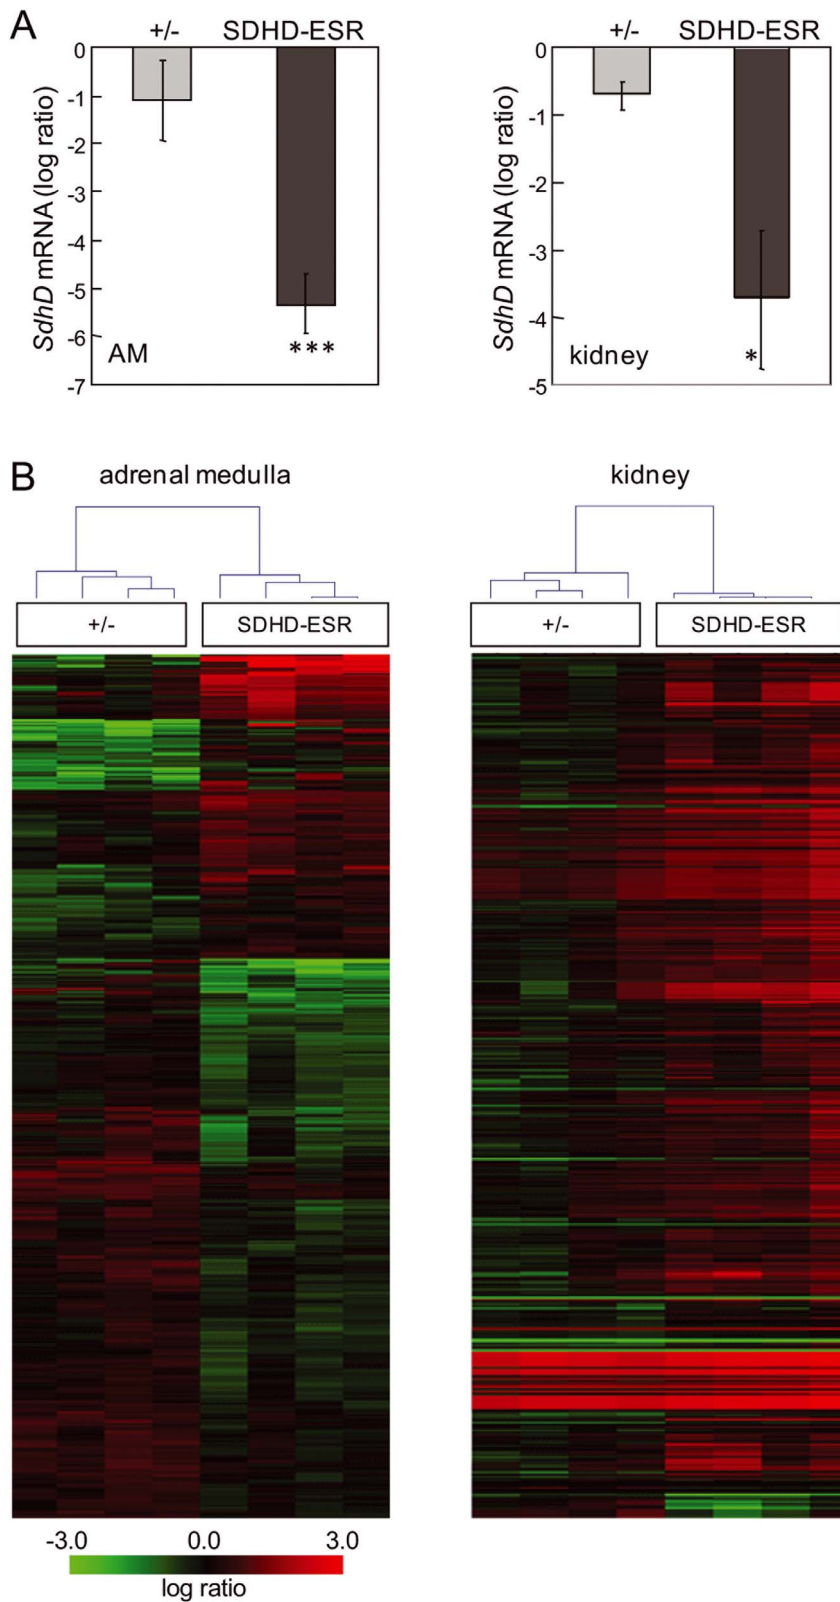 A
+/- SDHD-ESR
0
-1
-2
-3
-4
-5
-6
-7
SdhD mRNA (log ratio)
AM
***
+/- SDHD-ESR
0
-1
-2
-3
-4
-5
SdhD mRNA (log ratio)
kidney
*
B
adrenal medulla
+/-
SDHD-ESR
kidney
+/-
SDHD-ESR
-3.0 0.0 3.0
log ratio